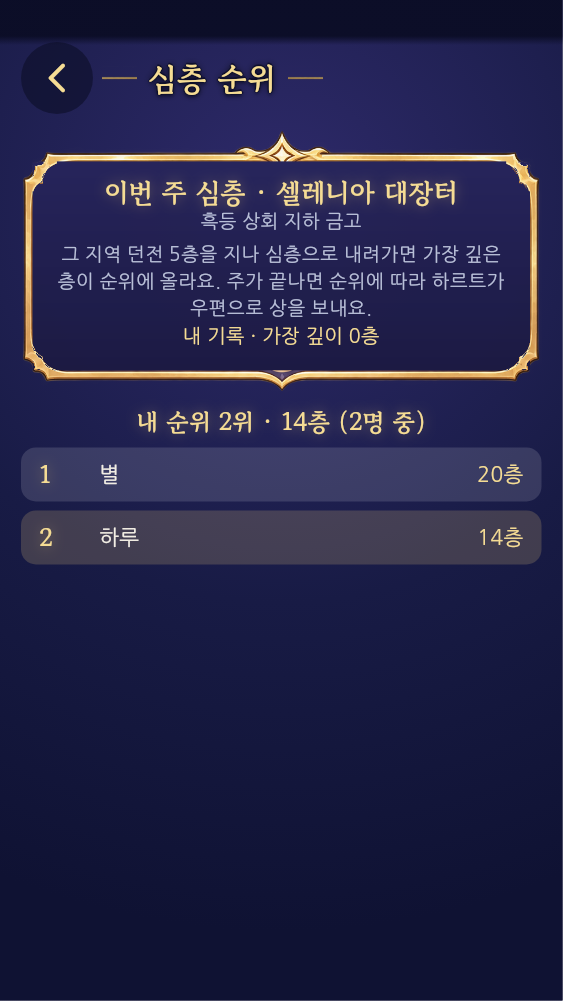 심층 순위
이번 주 심층 · 셀레니아 대장터
흑등 상회 지하 금고
그 지역 던전 5층을 지나 심층으로 내려가면 가장 깊은
층이 순위에 올라요. 주가 끝나면 순위에 따라 하르트가
우편으로 상을 보내요.
내 기록 · 가장 깊이 0층
내 순위 2위 · 14층 (2명 중)
1 별 20층
2 하루 14층